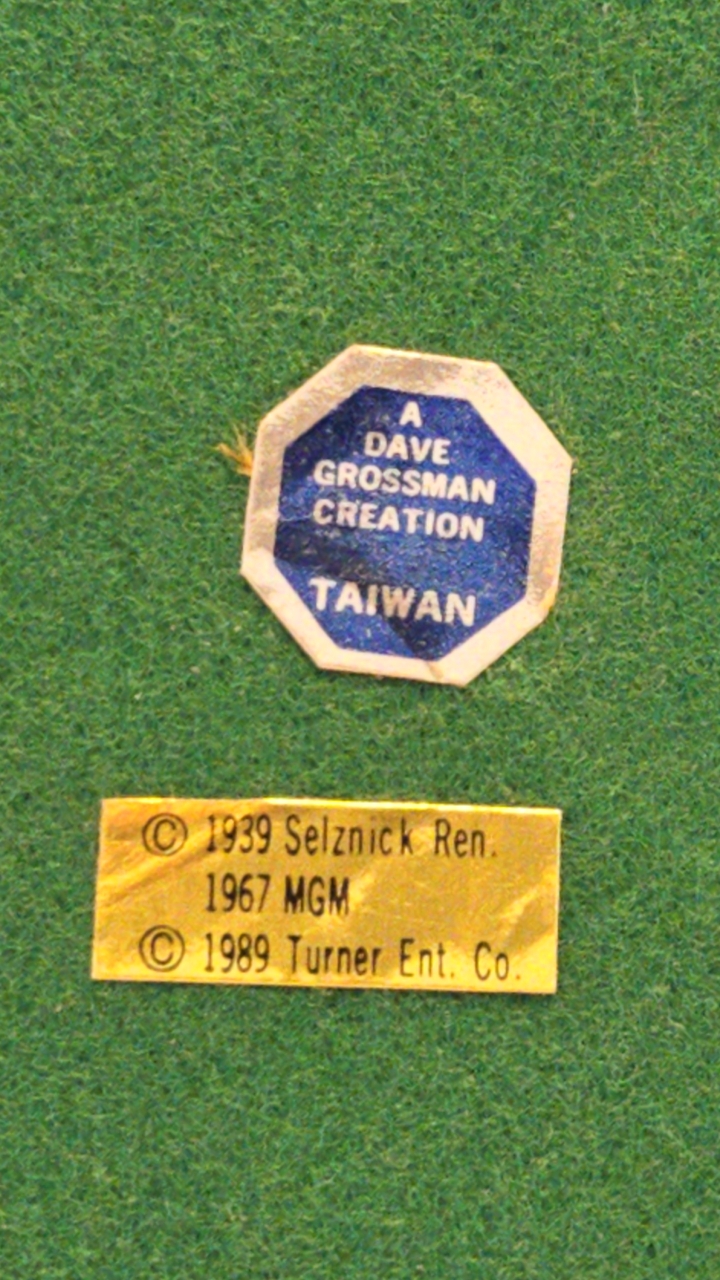 A
DAVE
GROSSMAN
CREATION
TAIWAN
© 1939 Selznick Ren.
1967 MGM
© 1989 Turner Ent. Co.